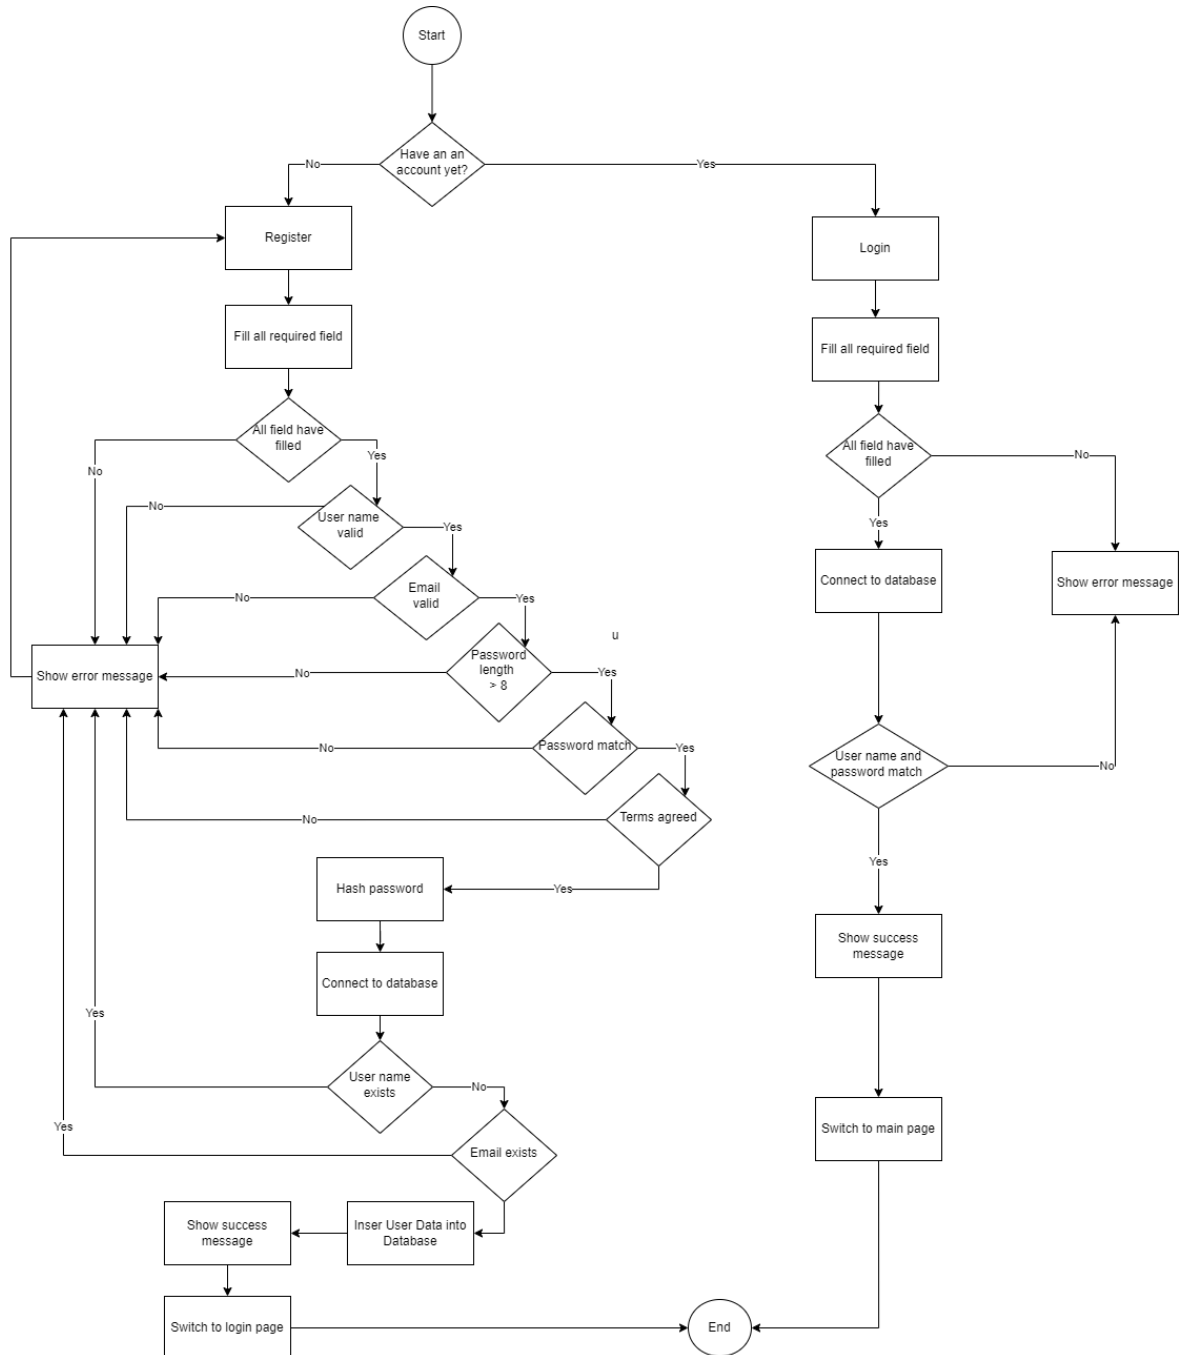 Start
Have an an
account yet?
No
Yes
Register
Login
Fill all required field
Fill all required field
All field have
filled
All field have
filled
No
Yes
No
Yes
No
User name
valid
Yes
Connect to database
Show error message
No
Email
valid
Yes
u
Show error message
No
Password
length
> 8
Yes
No
Password match
Yes
User name and
password match
No
No
Terms agreed
Yes
Hash password
Yes
Show success
message
Connect to database
Yes
User name
exists
No
Yes
Email exists
Switch to main page
Show success
message
Inser User Data into
Database
Switch to login page
End